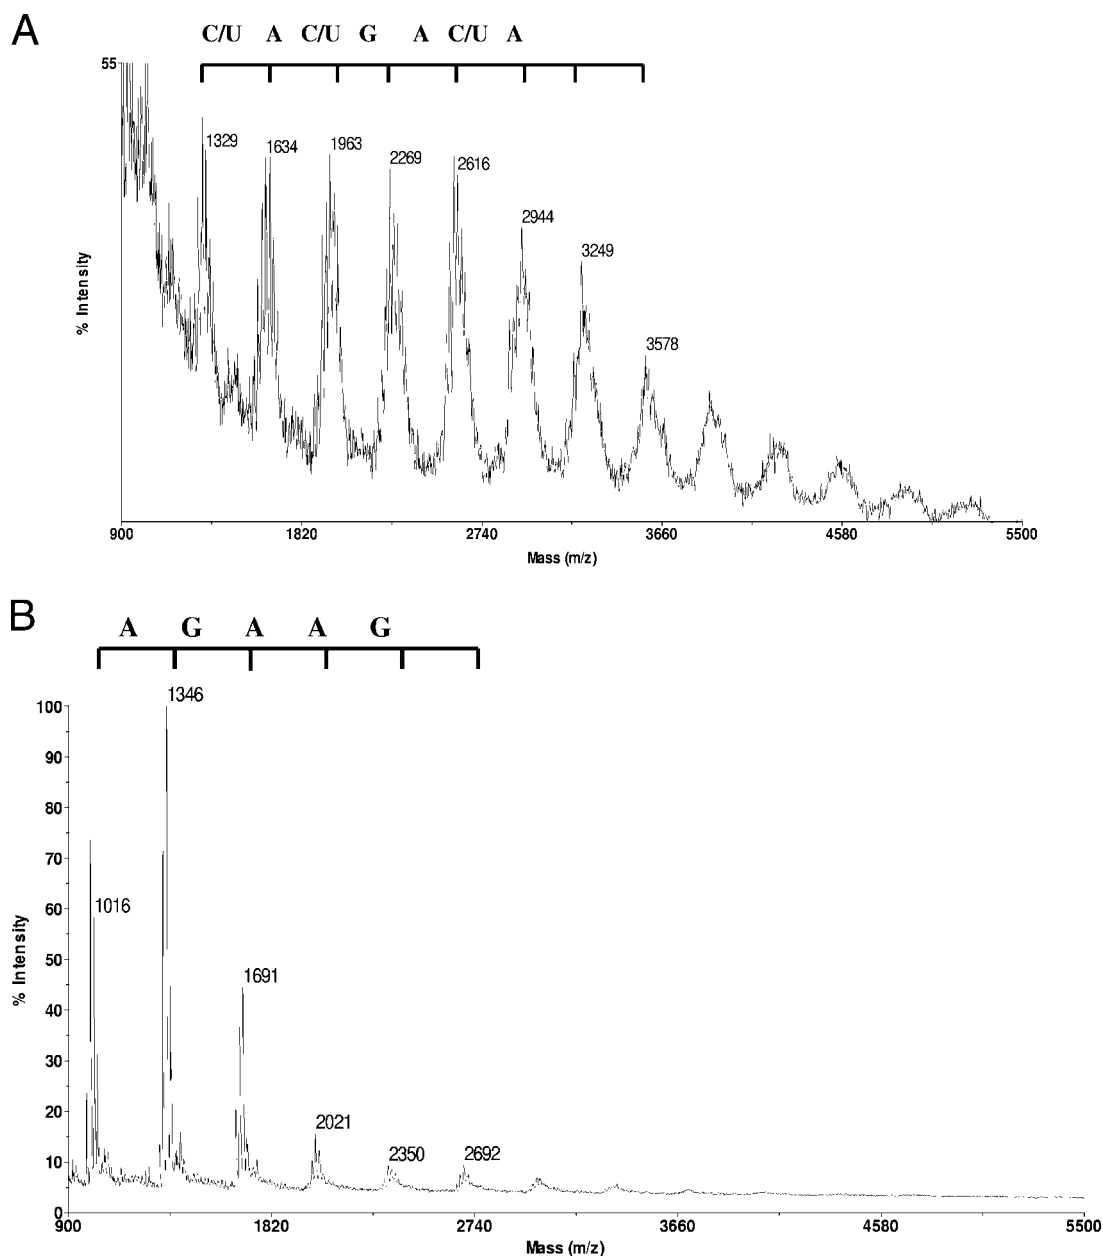 A
C/U A C/U G A C/U A
55
1329
1634
1963
2269
2616
2944
3249
3578
% Intensity
900 1820 2740 3660 4580 5500
Mass (m/z)
B
A G A A G
100
90
80
70
60
50
40
30
20
10
0
1346
1016
1691
2021
2350
2692
% Intensity
900 1820 2740 3660 4580 5500
Mass (m/z)